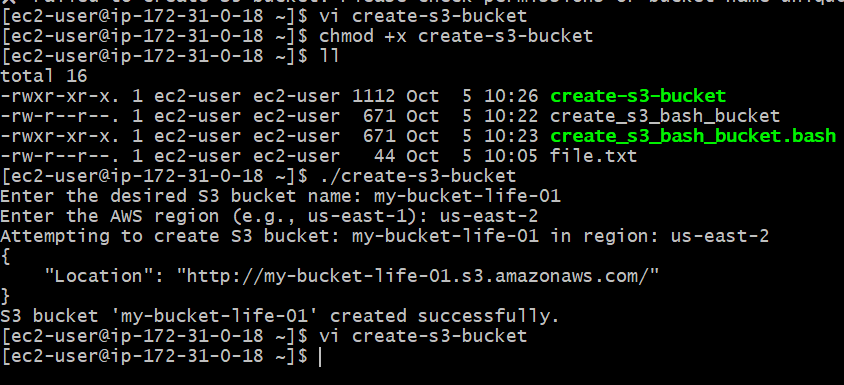 [ec2-user@ip-172-31-0-18 ~]$ vi create-s3-bucket
[ec2-user@ip-172-31-0-18 ~]$ chmod +x create-s3-bucket
[ec2-user@ip-172-31-0-18 ~]$ ll
total 16
-rwxr-xr-x. 1 ec2-user ec2-user 1112 Oct  5 10:26 create-s3-bucket
-rw-r--r--. 1 ec2-user ec2-user  671 Oct  5 10:22 create_s3_bash_bucket
-rwxr-xr-x. 1 ec2-user ec2-user  671 Oct  5 10:23 create_s3_bash_bucket.bash
-rw-r--r--. 1 ec2-user ec2-user   44 Oct  5 10:05 file.txt
[ec2-user@ip-172-31-0-18 ~]$ ./create-s3-bucket
Enter the desired S3 bucket name: my-bucket-life-01
Enter the AWS region (e.g., us-east-1): us-east-2
Attempting to create S3 bucket: my-bucket-life-01 in region: us-east-2
{
    "Location": "http://my-bucket-life-01.s3.amazonaws.com/"
}
S3 bucket 'my-bucket-life-01' created successfully.
[ec2-user@ip-172-31-0-18 ~]$ vi create-s3-bucket
[ec2-user@ip-172-31-0-18 ~]$